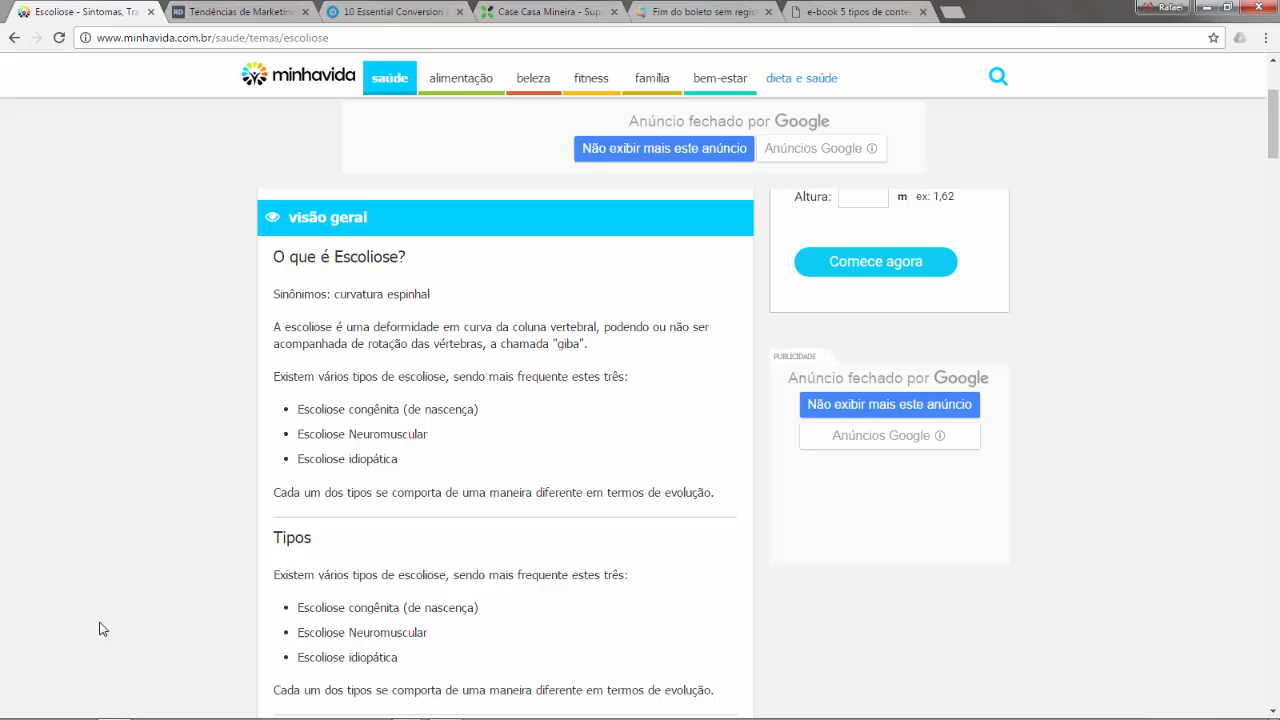 Escoliose - Sintomas, Tra
Tendências de Marketing
10 Essential Conversion
Case Casa Mineira - Sup
Fim do boleto sem regist
e-book 5 tipos de conte
Rafael
www.minhavida.com.br/saude/temas/escoliose
minhavida
saúde
alimentação
beleza
fitness
família
bem-estar
dieta e saúde
Anúncio fechado por Google
Não exibir mais este anúncio
Anúncios Google
visão geral
O que é Escoliose?
Sinônimos: curvatura espinhal
A escoliose é uma deformidade em curva da coluna vertebral, podendo ou não ser
acompanhada de rotação das vértebras, a chamada "giba".
Existem vários tipos de escoliose, sendo mais frequente estes três:
• Escoliose congênita (de nascença)
• Escoliose Neuromuscular
• Escoliose idiopática
Cada um dos tipos se comporta de uma maneira diferente em termos de evolução.
Tipos
Existem vários tipos de escoliose, sendo mais frequente estes três:
• Escoliose congênita (de nascença)
• Escoliose Neuromuscular
• Escoliose idiopática
Cada um dos tipos se comporta de uma maneira diferente em termos de evolução.
Altura: m ex: 1,62
Comece agora
PUBLICIDADE
Anúncio fechado por Google
Não exibir mais este anúncio
Anúncios Google